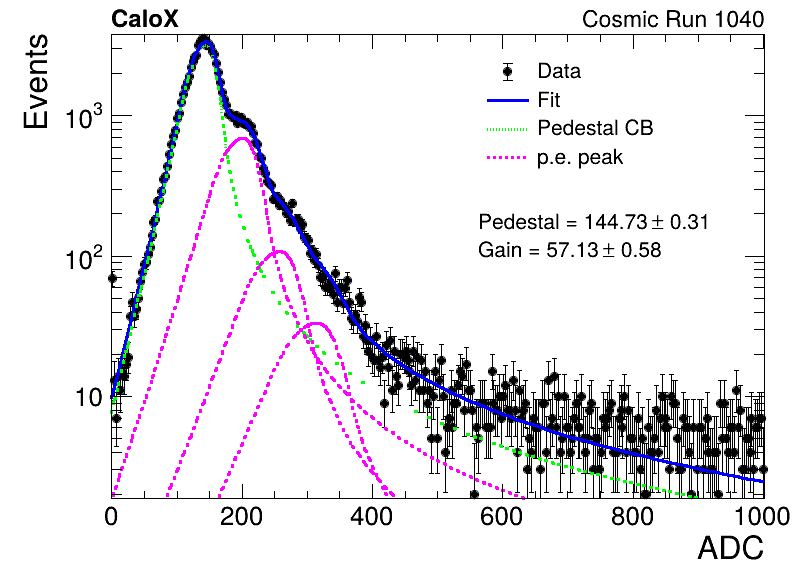 CaloX Cosmic Run 1040
Events
10³
10²
10
Data
Fit
Pedestal CB
p.e. peak
Pedestal = 144.73 ± 0.31
Gain = 57.13 ± 0.58
0 200 400 600 800 1000
ADC